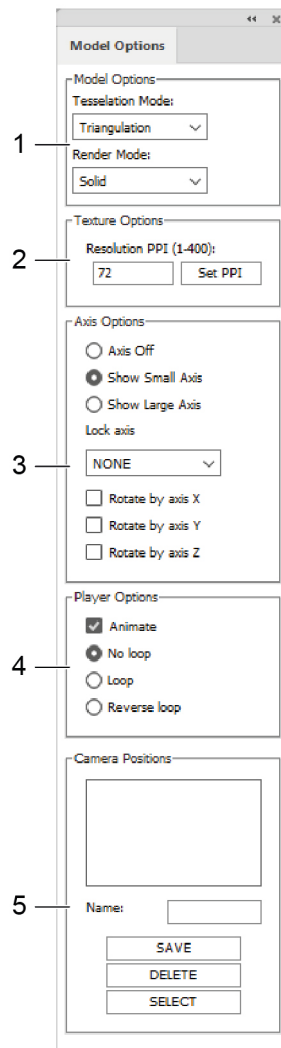 Model Options
Model Options
Tesselation Mode:
Triangulation
1
Render Mode:
Solid
Texture Options
Resolution PPI (1-400):
2
72 Set PPI
Axis Options
Axis Off
Show Small Axis
Show Large Axis
Lock axis
3
NONE
Rotate by axis X
Rotate by axis Y
Rotate by axis Z
Player Options
Animate
No loop
4
Loop
Reverse loop
Camera Positions
5
Name:
SAVE
DELETE
SELECT